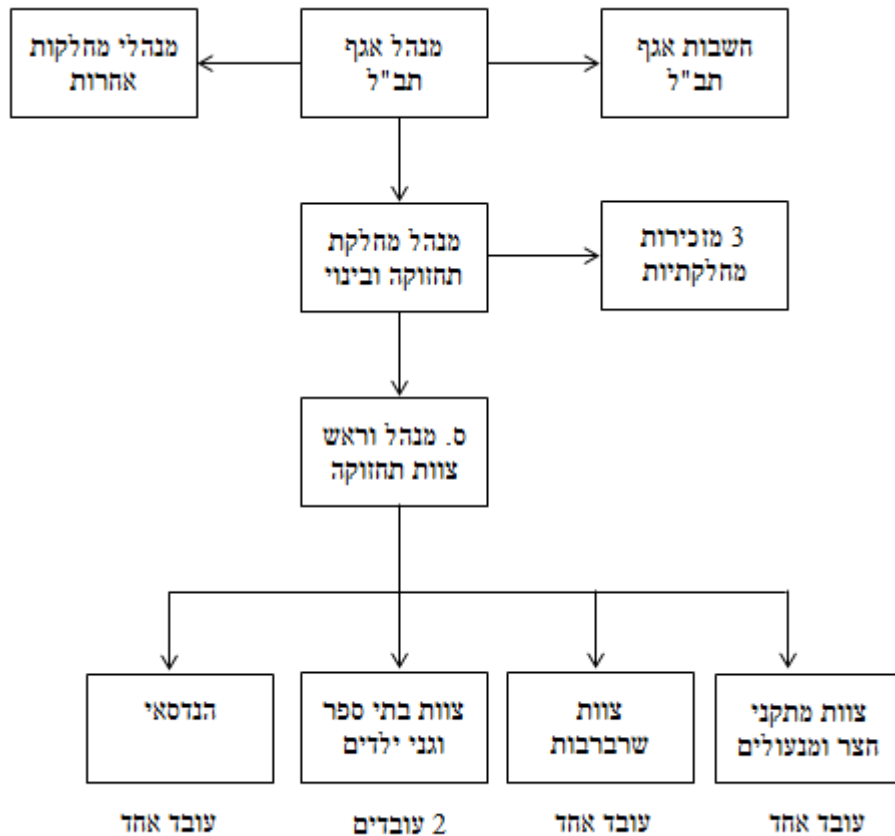 חשבות אגף
תב"ל
מנהל אגף
תב"ל
מנהלי מחלקות
אחרות
3 מזכירות
מחלקתיות
מנהל מחלקת
תחזוקה ובינוי
ס. מנהל וראש
צוות תחזוקה
צוות מתקני
חצר ומנעולים
צוות
שרברבות
צוות בתי ספר
וגני ילדים
הנדסאי
עובד אחד
עובד אחד
2 עובדים
עובד אחד